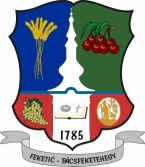 1785
FEKETIĆ - BÁCSFEKETEHEGY